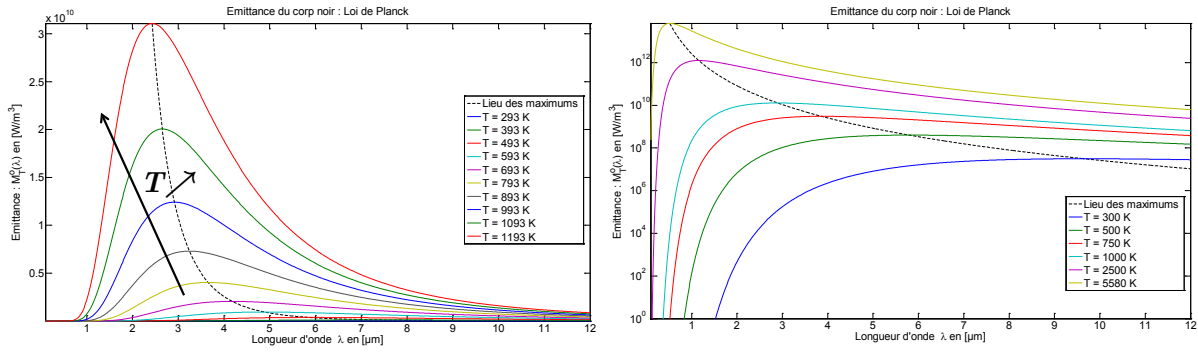 Emittance du corp noir : Loi de Planck
x 10^10
3
2.5
2
1.5
1
0.5
Emittance : M_T^0(λ) en [W/m^3]
T
Lieu des maximums
T = 293 K
T = 393 K
T = 493 K
T = 593 K
T = 693 K
T = 793 K
T = 893 K
T = 993 K
T = 1093 K
T = 1193 K
1 2 3 4 5 6 7 8 9 10 11 12
Longueur d'onde λ en [µm]
Emittance du corp noir : Loi de Planck
10^12
10^10
10^8
10^6
10^4
10^2
10^0
Emittance : M_T^0(λ) en [W/m^3]
Lieu des maximums
T = 300 K
T = 500 K
T = 750 K
T = 1000 K
T = 2500 K
T = 5580 K
1 2 3 4 5 6 7 8 9 10 11 12
Longueur d'onde λ en [µm]